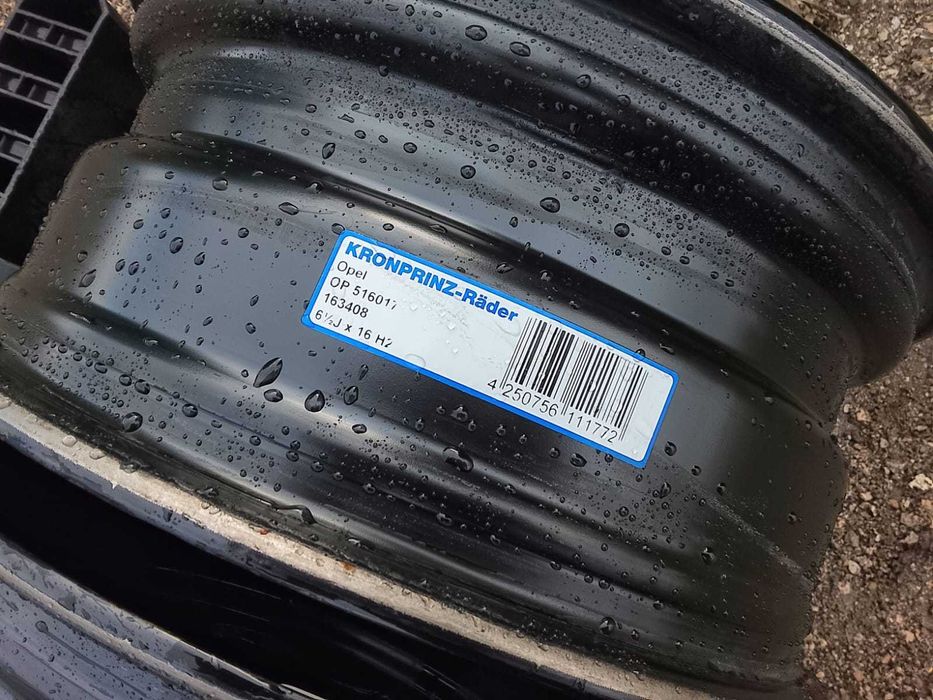 KRONPRINZ-Räder
Opel
OP 516017
163408
6½J x 16 H2
4 250756 111772